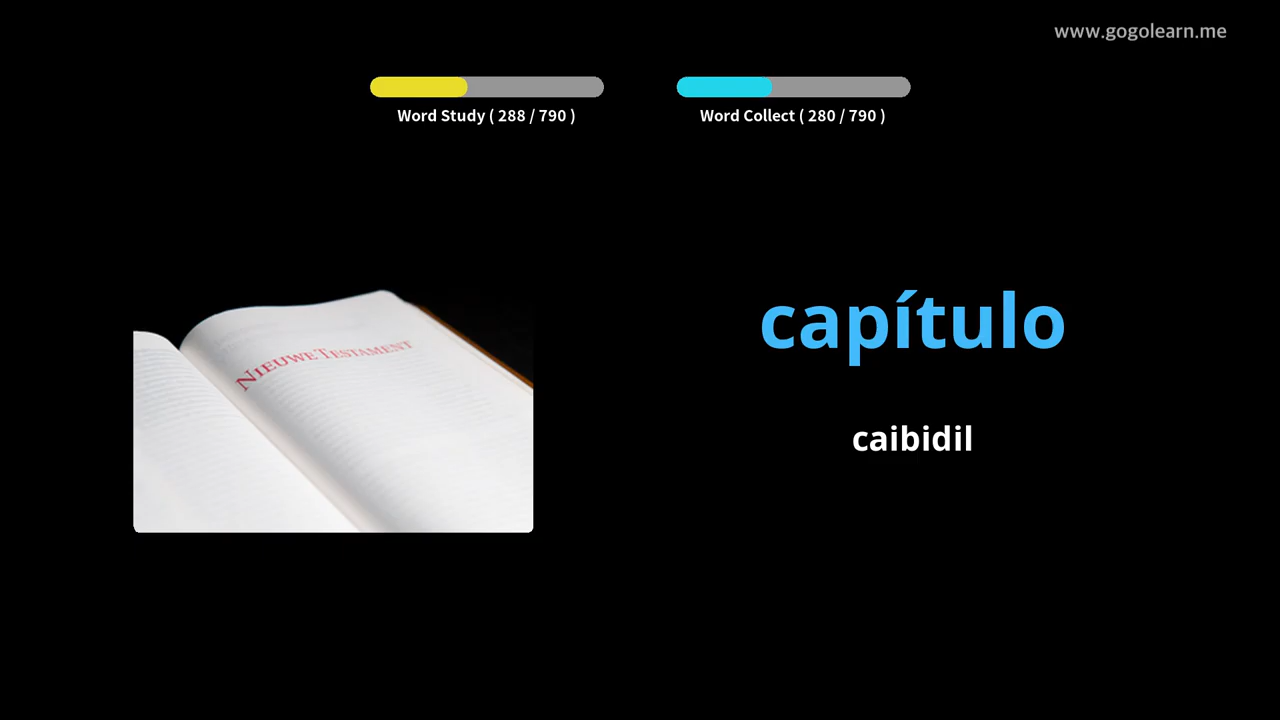 www.gogolearn.me
Word Study ( 288 / 790 )
Word Collect ( 280 / 790 )
NIEUWE TESTAMENT
capítulo
caibidil